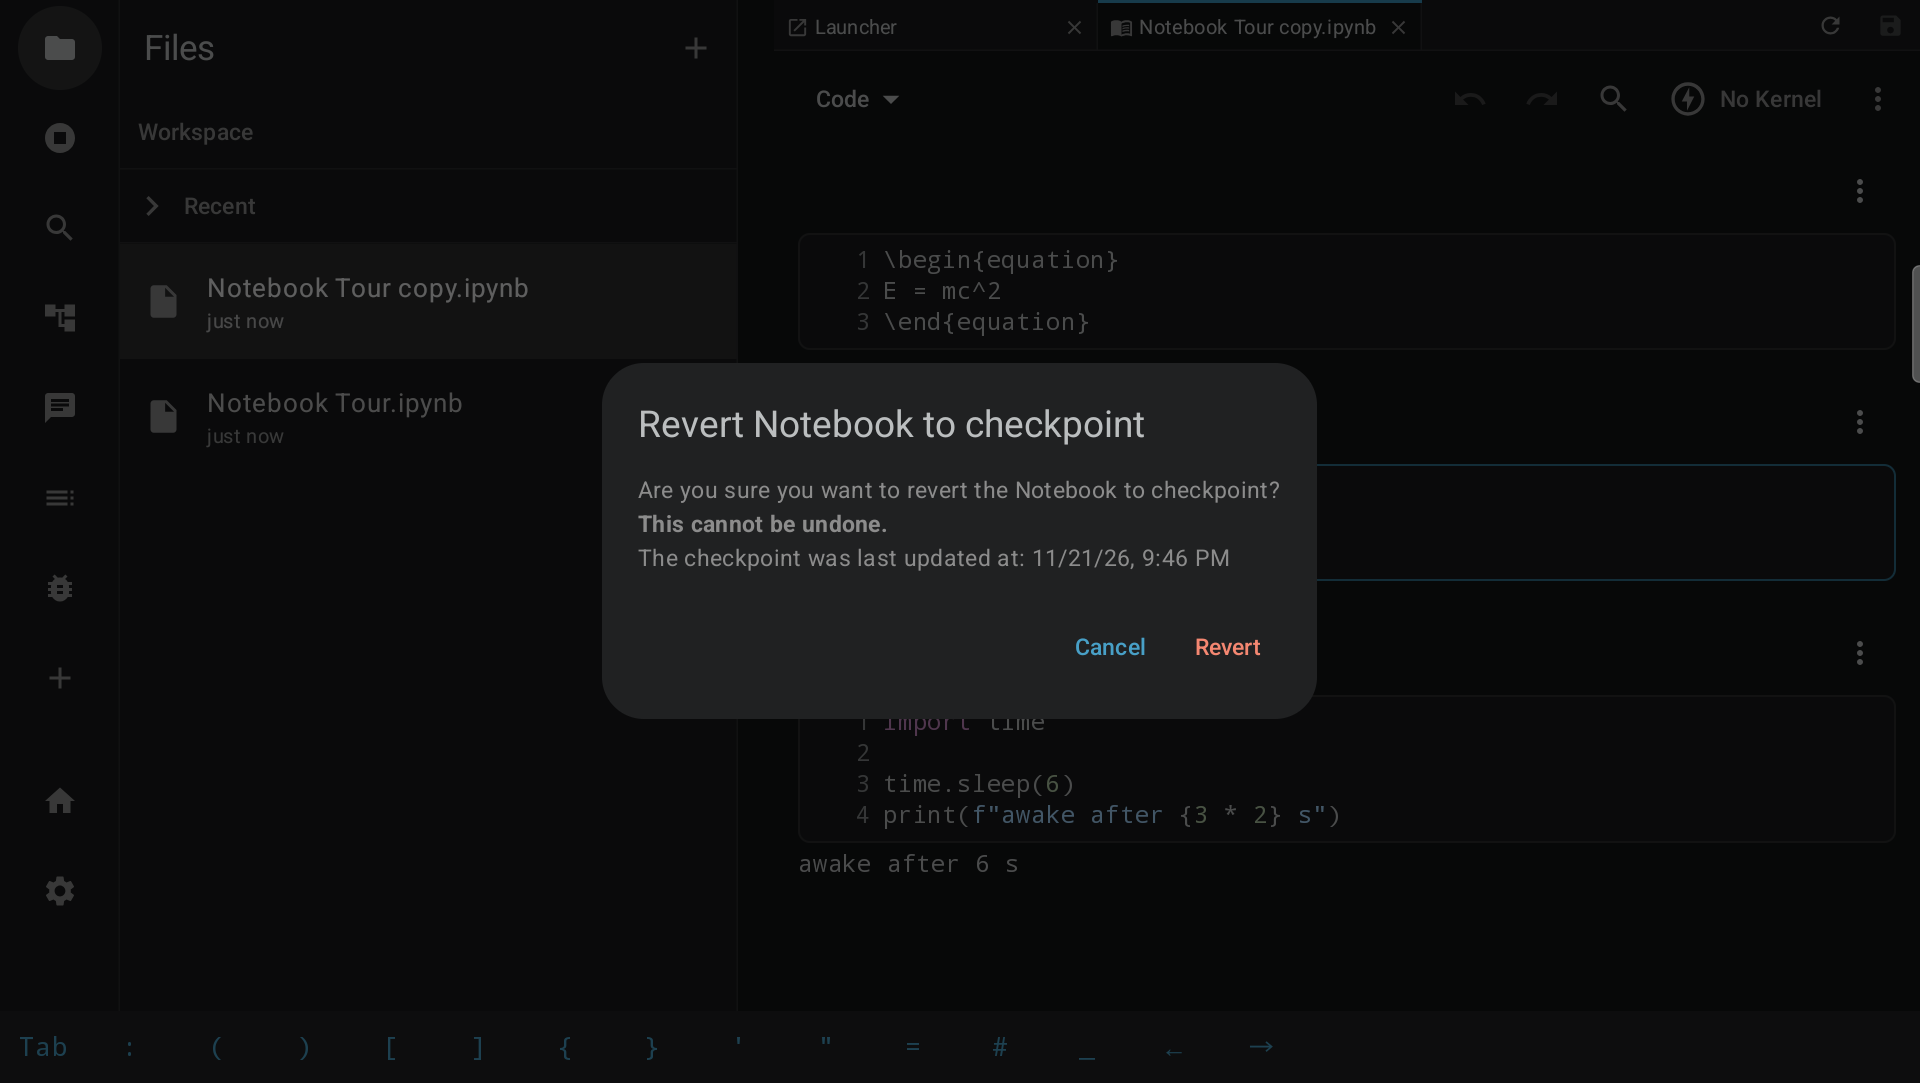 Files
Workspace
Recent
Notebook Tour copy.ipynb
just now
Notebook Tour.ipynb
just now
Launcher
Notebook Tour copy.ipynb
Code
No Kernel
1 \begin{equation}
2 E = mc^2
3 \end{equation}
Revert Notebook to checkpoint
Are you sure you want to revert the Notebook to checkpoint?
This cannot be undone.
The checkpoint was last updated at: 11/21/26, 9:46 PM
Cancel Revert
1 import time
2
3 time.sleep(6)
4 print(f"awake after {3 * 2} s")
awake after 6 s
Tab : ( ) [ ] { } ' " = # _ ← →